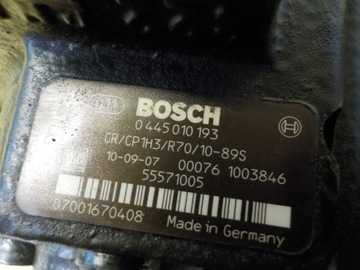 BOSCH
0 445 010 193
CR/CP1H3/R70/10-89S
10-09-07 00076 1003846
55571005
07001670408 Made in Germany